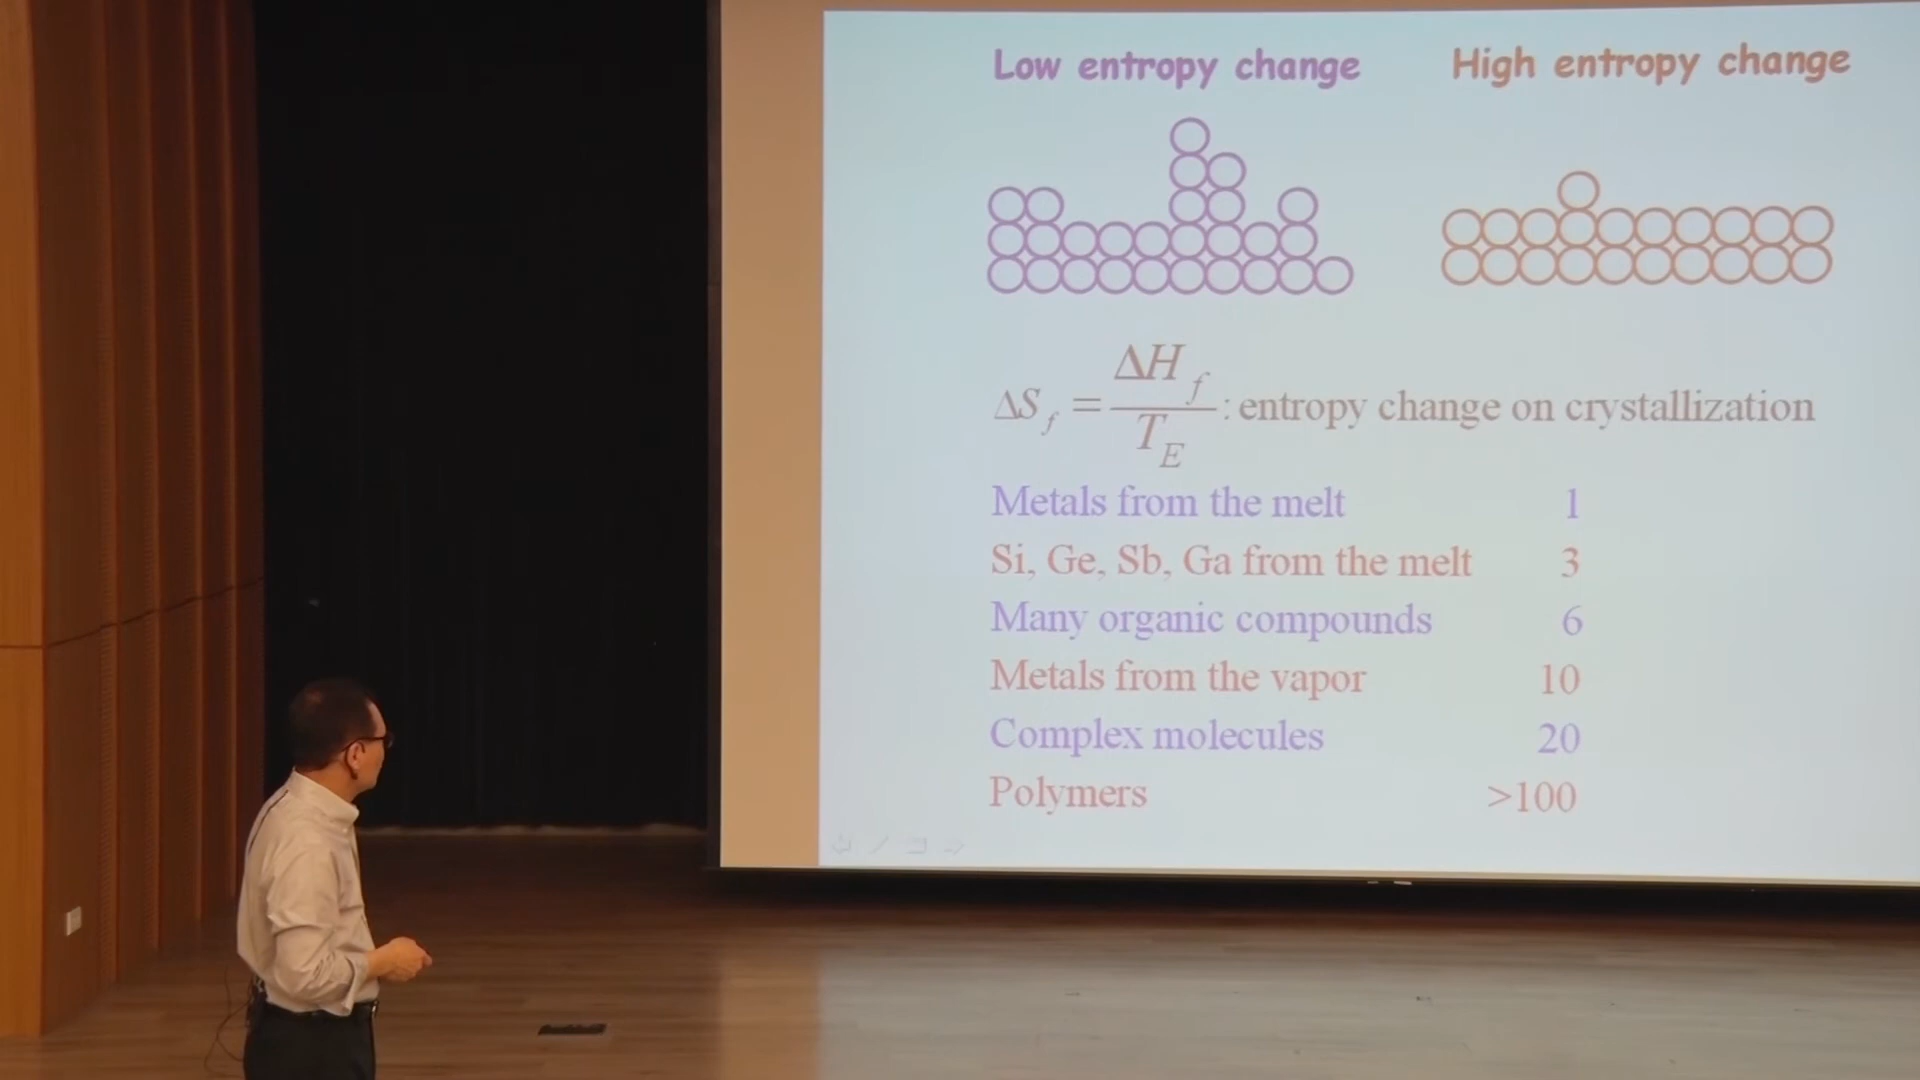 Low entropy change High entropy change
ΔS_f = ΔH_f / T_E : entropy change on crystallization
Metals from the melt 1
Si, Ge, Sb, Ga from the melt 3
Many organic compounds 6
Metals from the vapor 10
Complex molecules 20
Polymers >100